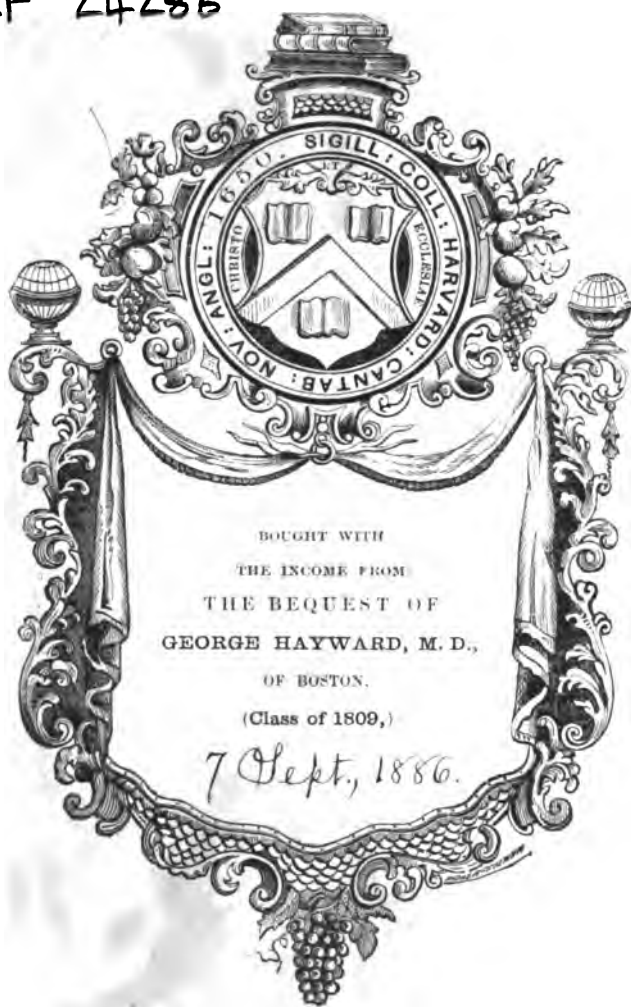 24286
SIGILL: COLL: HARVARD: CANTAB: NOV: ANGL: 1650.
ET
CHRISTO
ECCLESIAE
BOUGHT WITH
THE INCOME FROM
THE BEQUEST OF
GEORGE HAYWARD, M. D.,
OF BOSTON.
(Class of 1809,)
7 Sept., 1886.